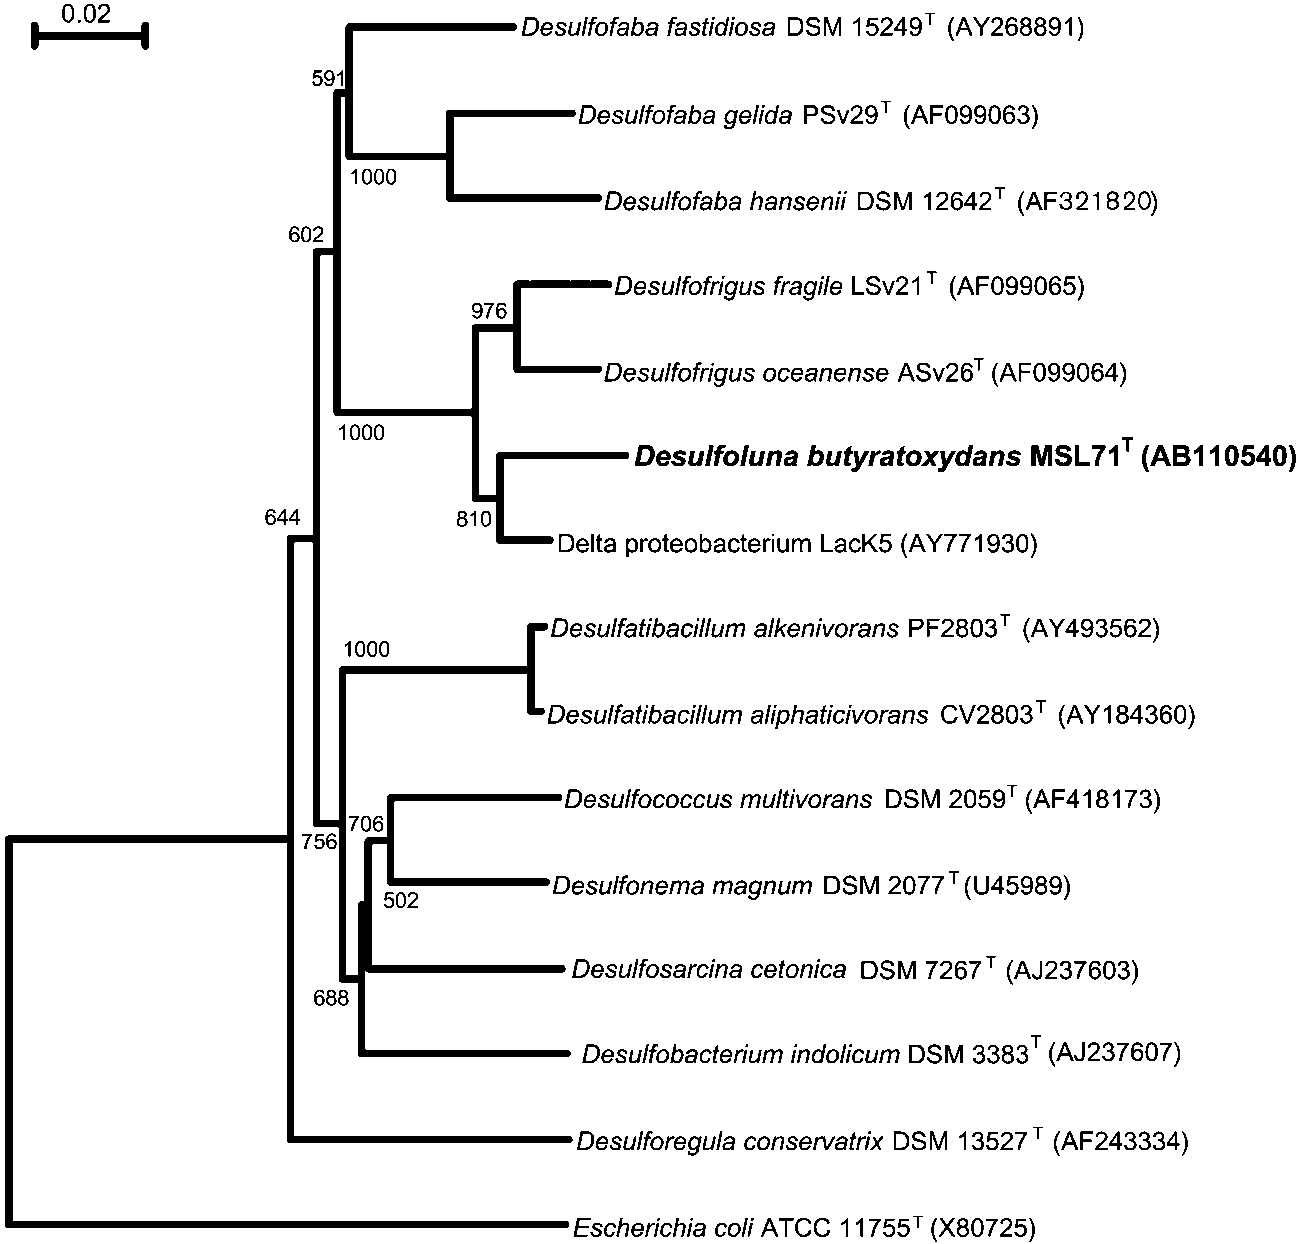 0.02
Desulfofaba fastidiosa DSM 15249T (AY268891)
591
Desulfofaba gelida PSv29T (AF099063)
1000
Desulfofaba hansenii DSM 12642T (AF321820)
602
Desulfofrigus fragile LSv21T (AF099065)
976
Desulfofrigus oceanense ASv26T (AF099064)
1000
Desulfoluna butyratoxydans MSL71T (AB110540)
644
810
Delta proteobacterium LacK5 (AY771930)
Desulfatibacillum alkenivorans PF2803T (AY493562)
1000
Desulfatibacillum aliphaticivorans CV2803T (AY184360)
Desulfococcus multivorans DSM 2059T (AF418173)
706
756
Desulfonema magnum DSM 2077T (U45989)
502
Desulfosarcina cetonica DSM 7267T (AJ237603)
688
Desulfobacterium indolicum DSM 3383T (AJ237607)
Desulforegula conservatrix DSM 13527T (AF243334)
Escherichia coli ATCC 11755T (X80725)